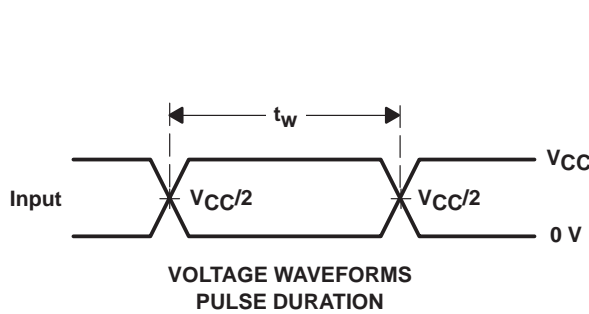 tw
VCC
Input
VCC/2
VCC/2
0 V
VOLTAGE WAVEFORMS
PULSE DURATION